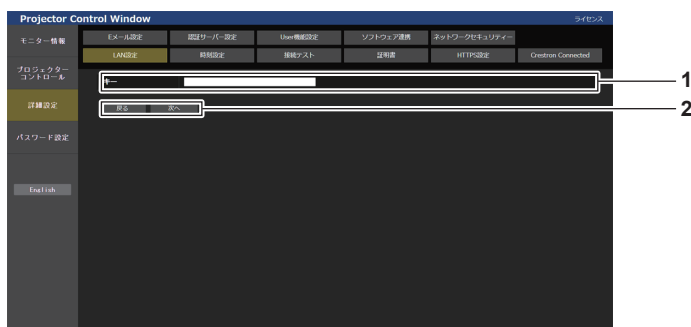 Projector Control Window
ライセンス
モニター情報
Eメール設定
認証サーバー設定
User機能設定
ソフトウェア連携
ネットワークセキュリティー
LAN設定
時刻設定
接続テスト
証明書
HTTPS設定
Crestron Connected
プロジェクター
コントロール
キー
1
詳細設定
戻る
次へ
2
パスワード設定
English